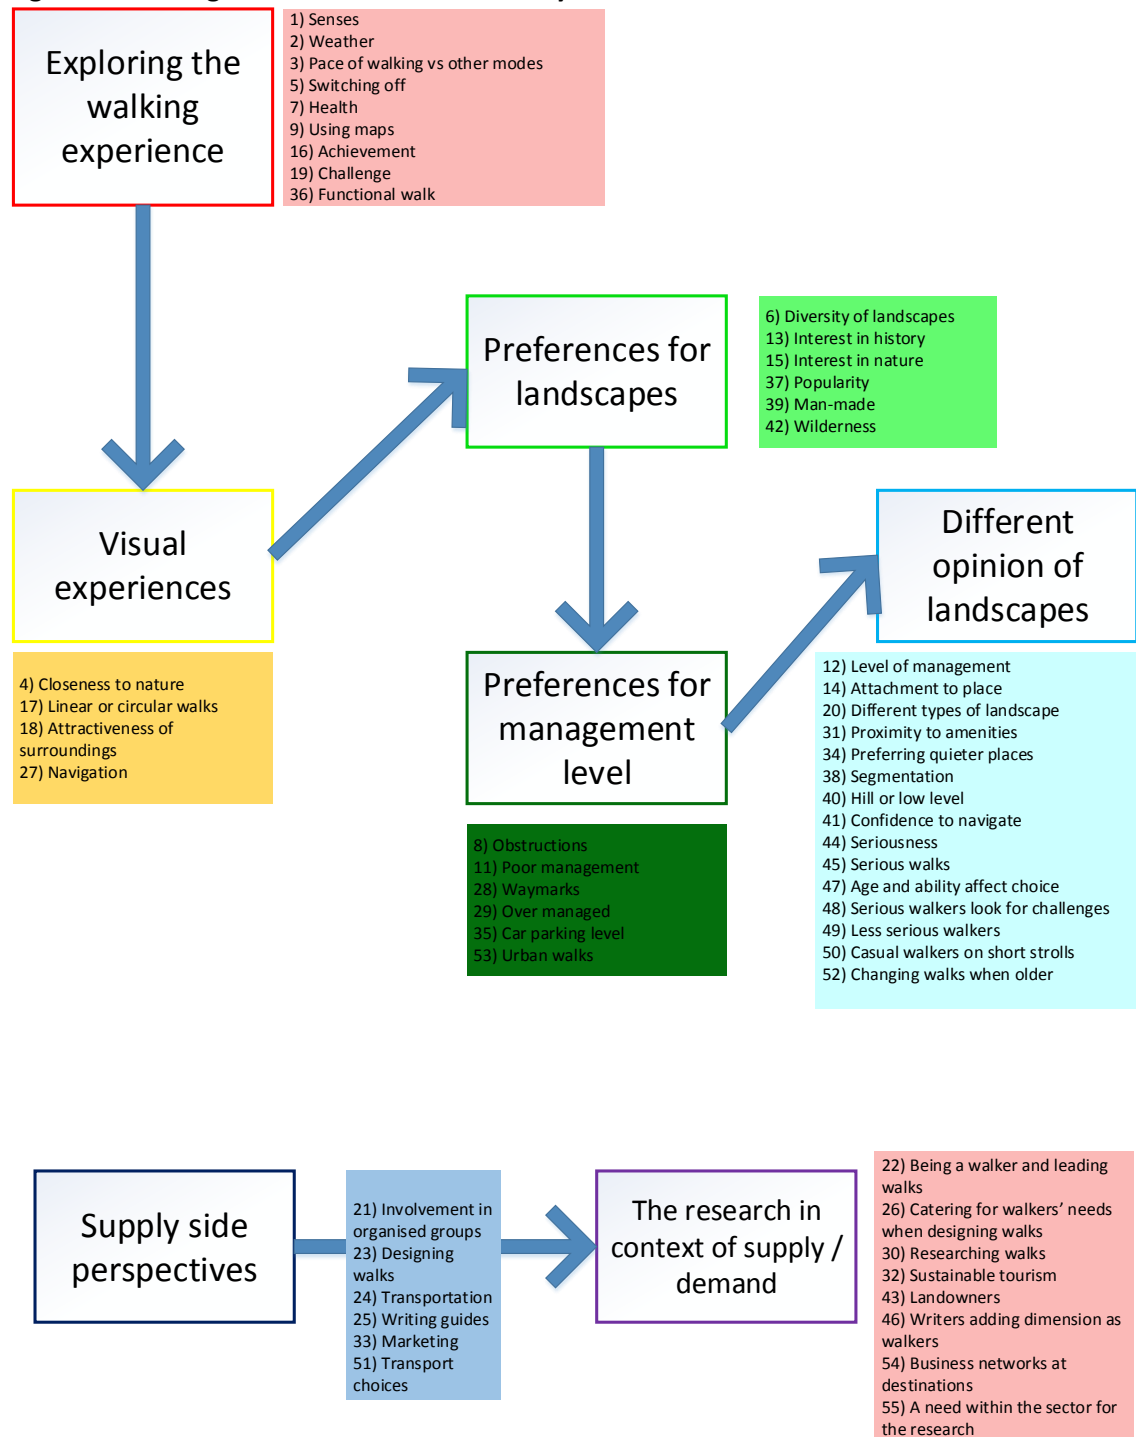 Exploring the
walking
experience
1) Senses
2) Weather
3) Pace of walking vs other modes
5) Switching off
7) Health
9) Using maps
16) Achievement
19) Challenge
36) Functional walk
Preferences for
landscapes
6) Diversity of landscapes
13) Interest in history
15) Interest in nature
37) Popularity
39) Man-made
42) Wilderness
Visual
experiences
4) Closeness to nature
17) Linear or circular walks
18) Attractiveness of
surroundings
27) Navigation
Preferences for
management
level
8) Obstructions
11) Poor management
28) Waymarks
29) Over managed
35) Car parking level
53) Urban walks
Different
opinion of
landscapes
12) Level of management
14) Attachment to place
20) Different types of landscape
31) Proximity to amenities
34) Preferring quieter places
38) Segmentation
40) Hill or low level
41) Confidence to navigate
44) Seriousness
45) Serious walks
47) Age and ability affect choice
48) Serious walkers look for challenges
49) Less serious walkers
50) Casual walkers on short strolls
52) Changing walks when older
Supply side
perspectives
21) Involvement in
organised groups
23) Designing
walks
24) Transportation
25) Writing guides
33) Marketing
51) Transport
choices
The research in
context of supply /
demand
22) Being a walker and leading
walks
26) Catering for walkers’ needs
when designing walks
30) Researching walks
32) Sustainable tourism
43) Landowners
46) Writers adding dimension as
walkers
54) Business networks at
destinations
55) A need within the sector for
the research